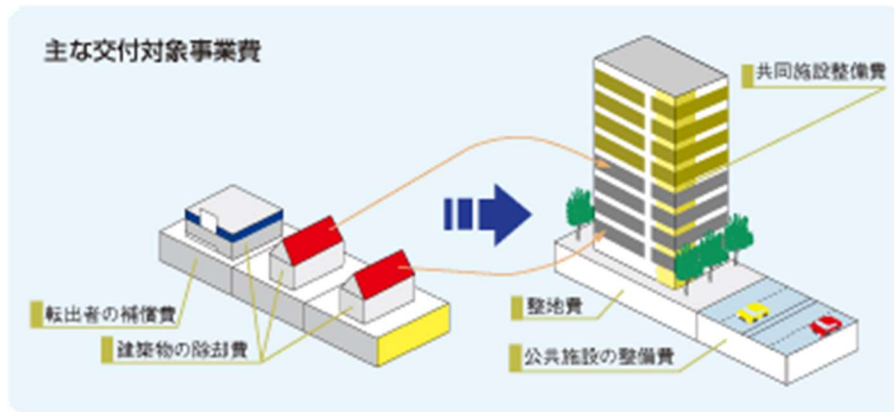 主な交付対象事業費
共同施設整備費
転出者の補償費
建築物の除却費
整地費
公共施設の整備費